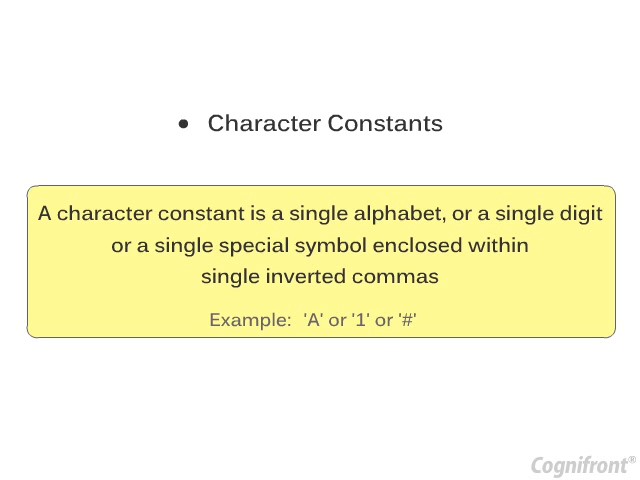 • Character Constants
A character constant is a single alphabet, or a single digit
or a single special symbol enclosed within
single inverted commas
Example: 'A' or '1' or '#'
Cognifront®